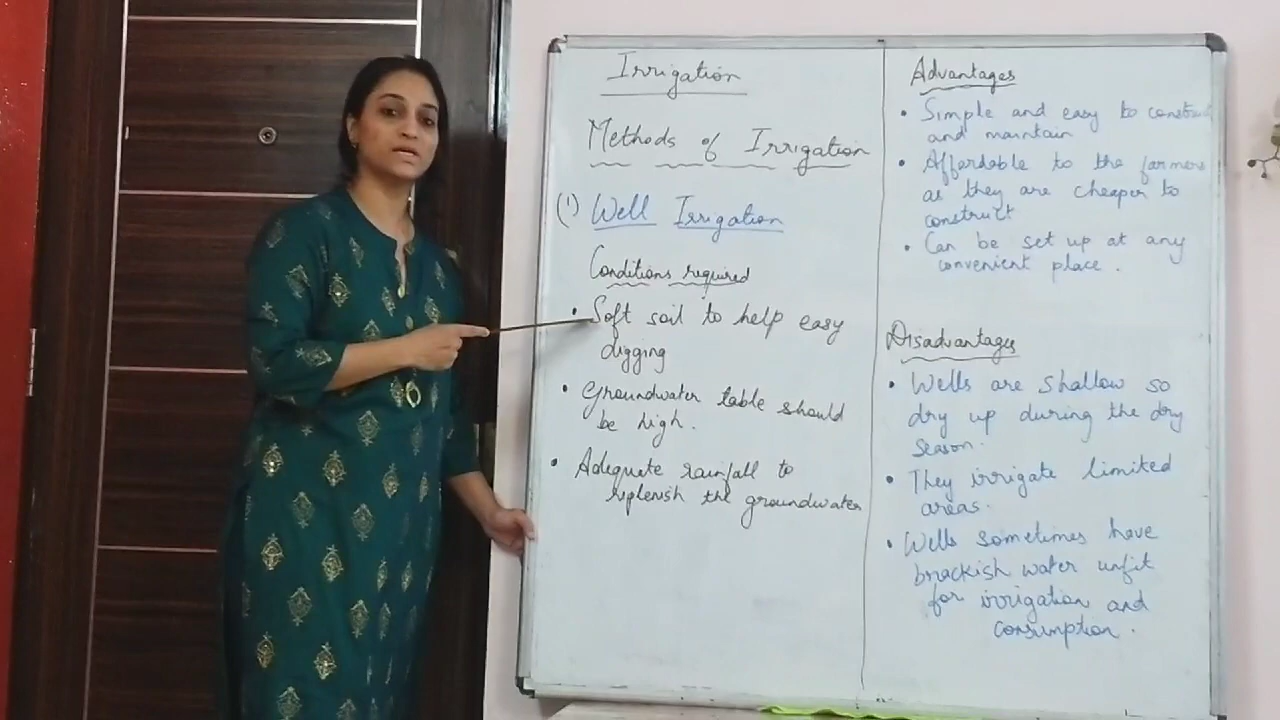 Irrigation
Methods of Irrigation
(1) Well Irrigation
Conditions required
• Soft soil to help easy
digging
• Groundwater table should
be high.
• Adequate rainfall to
replenish the groundwater
Advantages
• Simple and easy to construct
and maintain
• Affordable to the farmers
as they are cheaper to
construct
• Can be set up at any
convenient place.
Disadvantages
• Wells are shallow so
dry up during the dry
season.
• They irrigate limited
areas.
• Wells sometimes have
brackish water unfit
for irrigation and
consumption.